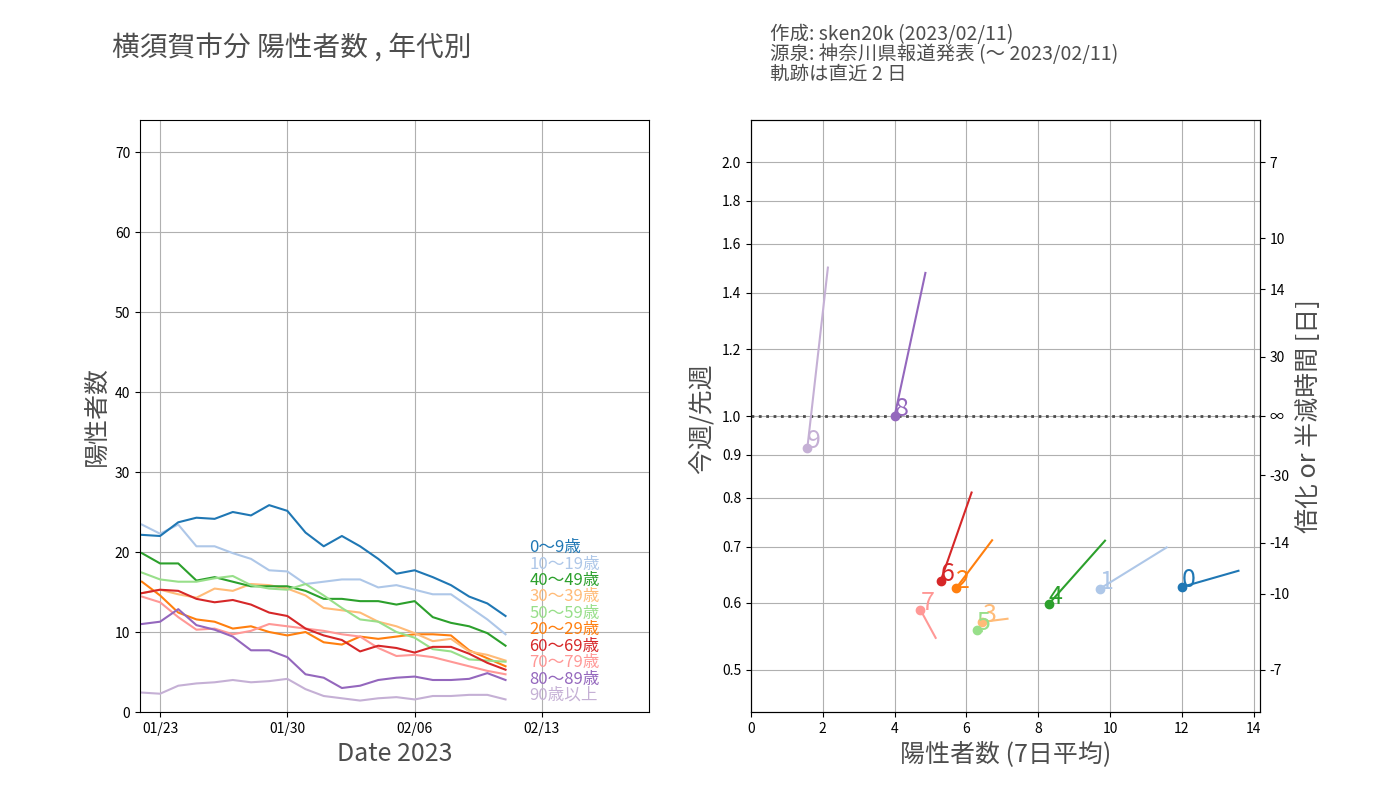 横須賀市分 陽性者数 , 年代別
作成: sken20k (2023/02/11)
源泉: 神奈川県報道発表 (〜 2023/02/11)
軌跡は直近 2 日
陽性者数
70
60
50
40
30
20
10
0
01/23
01/30
02/06
02/13
Date 2023
0〜9歳
10〜19歳
40〜49歳
30〜39歳
50〜59歳
20〜29歳
60〜69歳
70〜79歳
80〜89歳
90歳以上
今週/先週
2.0
1.8
1.6
1.4
1.2
1.0
0.9
0.8
0.7
0.6
0.5
0
2
4
6
8
10
12
14
陽性者数 (7日平均)
9
8
6
2
7
3
5
4
1
0
7
10
14
30
∞
-30
-14
-10
-7
倍化 or 半減時間 [日]